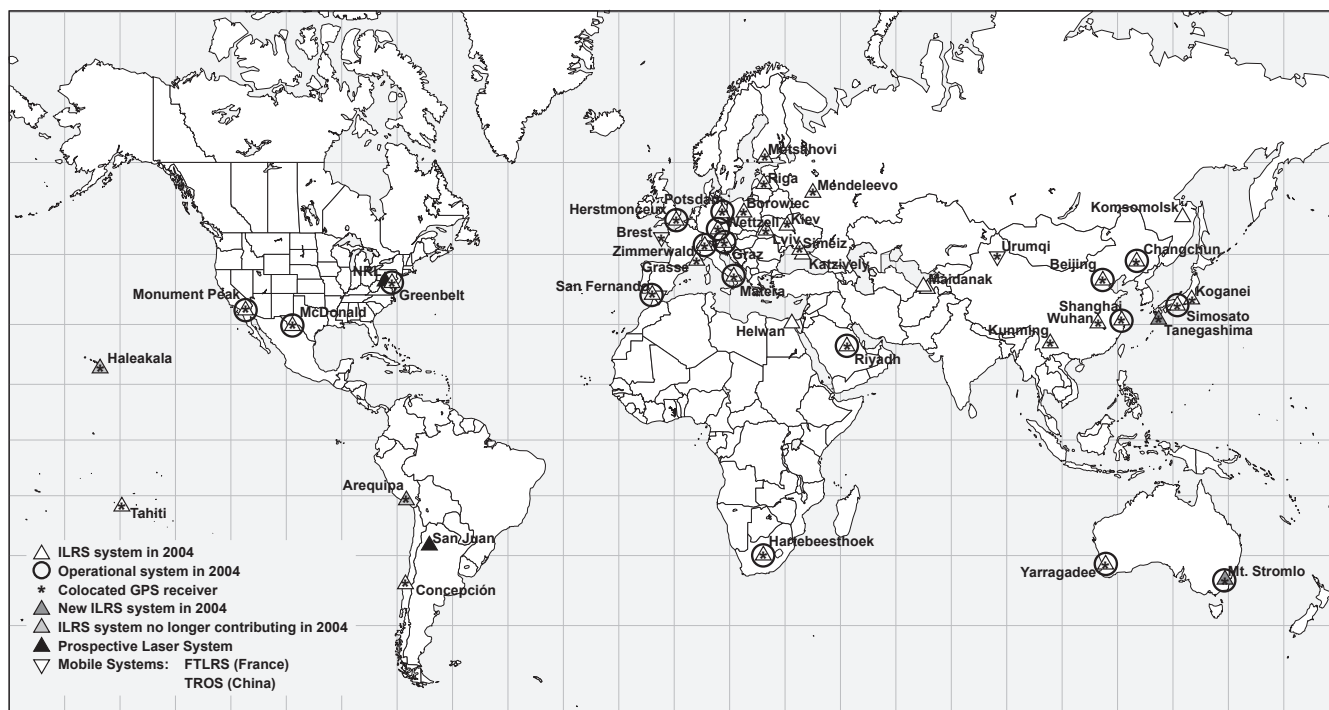 Metsahovi
Riga
Mendeleevo
Potsdam
Borowiec
Komsomolsk
Herstmonceux
Wettzell
Kiev
Brest
Lviv
Simeiz
Urumqi
Changchun
Zimmerwald
Graz
Katzively
Beijing
NRL
Grasse
Maidanak
Greenbelt
San Fernando
Matera
Koganei
Monument Peak
McDonald
Shanghai
Simosato
Wuhan
Tanegashima
Helwan
Kunming
Haleakala
Riyadh
Arequipa
Tahiti
San Juan
Hartebeesthoek
Concepción
Yarragadee
Mt. Stromlo
ILRS system in 2004
Operational system in 2004
* Colocated GPS receiver
New ILRS system in 2004
ILRS system no longer contributing in 2004
Prospective Laser System
Mobile Systems: FTLRS (France)
TROS (China)